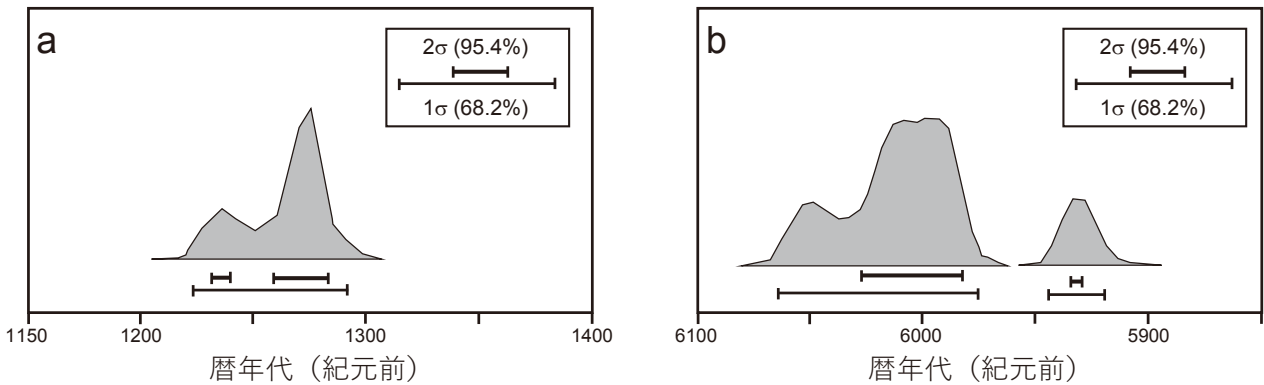 a
2σ (95.4%)
1σ (68.2%)
1150 1200 1300 1400
暦年代（紀元前）
b
2σ (95.4%)
1σ (68.2%)
6100 6000 5900
暦年代（紀元前）